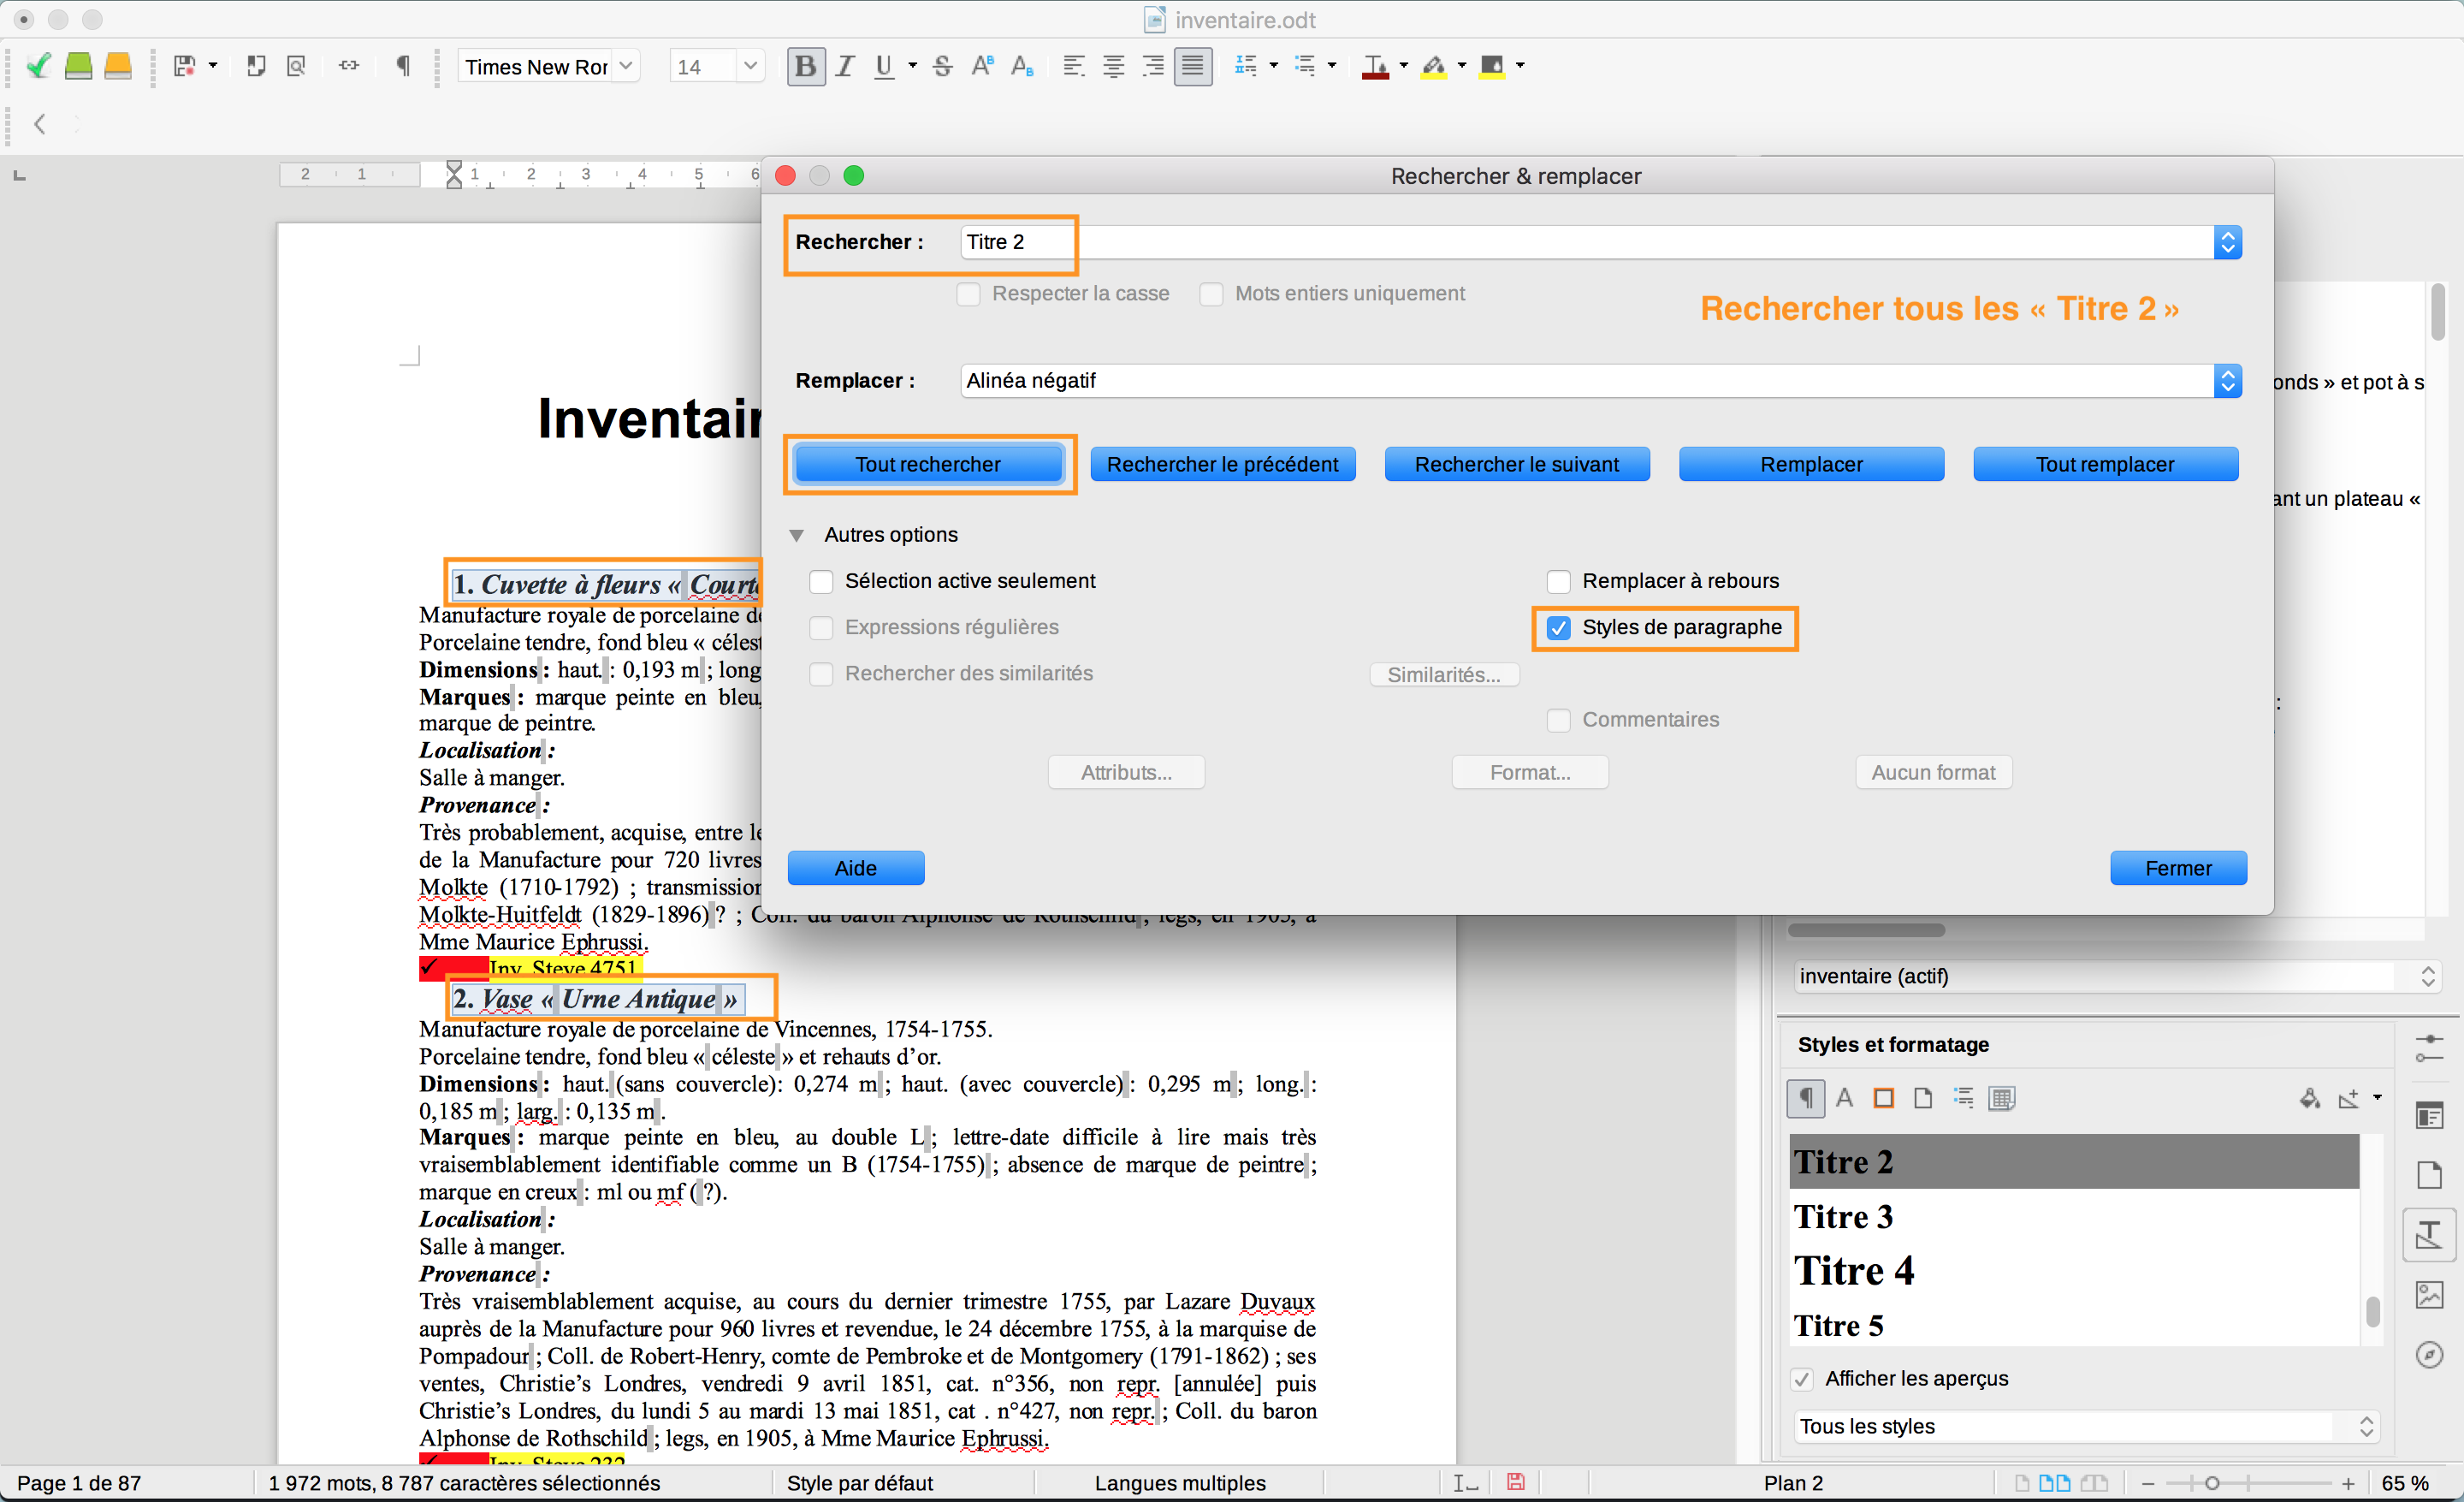 inventaire.odt
Times New Ror
14
2 1 1 2 3 4 5 6
Rechercher & remplacer
Rechercher : Titre 2
Respecter la casse Mots entiers uniquement
Rechercher tous les « Titre 2 »
Remplacer : Alinéa négatif
onds » et pot à s
Inventair
Tout rechercher Rechercher le précédent Rechercher le suivant Remplacer Tout remplacer
ant un plateau «
Autres options
Sélection active seulement Remplacer à rebours
Expressions régulières Styles de paragraphe
Rechercher des similarités Similarités...
Commentaires
Attributs... Format... Aucun format
Aide Fermer
1. Cuvette à fleurs « Courte
Manufacture royale de porcelaine de
Porcelaine tendre, fond bleu « célest
Dimensions : haut. : 0,193 m ; long
Marques : marque peinte en bleu,
marque de peintre.
Localisation :
Salle à manger.
Provenance :
Très probablement, acquise, entre le
de la Manufacture pour 720 livres
Molkte (1710-1792) ; transmission
Molkte-Huitfeldt (1829-1896) ? ; Coll. du baron Alphonse de Rothschild ; legs, en 1905, à
Mme Maurice Ephrussi.
✓ Inv. Steve 4751
2. Vase « Urne Antique »
Manufacture royale de porcelaine de Vincennes, 1754-1755.
Porcelaine tendre, fond bleu « céleste » et rehauts d’or.
Dimensions : haut. (sans couvercle): 0,274 m ; haut. (avec couvercle) : 0,295 m ; long. :
0,185 m ; larg. : 0,135 m .
Marques : marque peinte en bleu, au double L ; lettre-date difficile à lire mais très
vraisemblablement identifiable comme un B (1754-1755) ; absence de marque de peintre ;
marque en creux : ml ou mf ( ?).
Localisation :
Salle à manger.
Provenance :
Très vraisemblablement acquise, au cours du dernier trimestre 1755, par Lazare Duvaux
auprès de la Manufacture pour 960 livres et revendue, le 24 décembre 1755, à la marquise de
Pompadour ; Coll. de Robert-Henry, comte de Pembroke et de Montgomery (1791-1862) ; ses
ventes, Christie’s Londres, vendredi 9 avril 1851, cat. n°356, non repr. [annulée] puis
Christie’s Londres, du lundi 5 au mardi 13 mai 1851, cat . n°427, non repr. ; Coll. du baron
Alphonse de Rothschild ; legs, en 1905, à Mme Maurice Ephrussi.
Inv. Steve 232
inventaire (actif)
Styles et formatage
Titre 2
Titre 3
Titre 4
Titre 5
Afficher les aperçus
Tous les styles
Page 1 de 87 1 972 mots, 8 787 caractères sélectionnés Style par défaut Langues multiples Plan 2 65 %